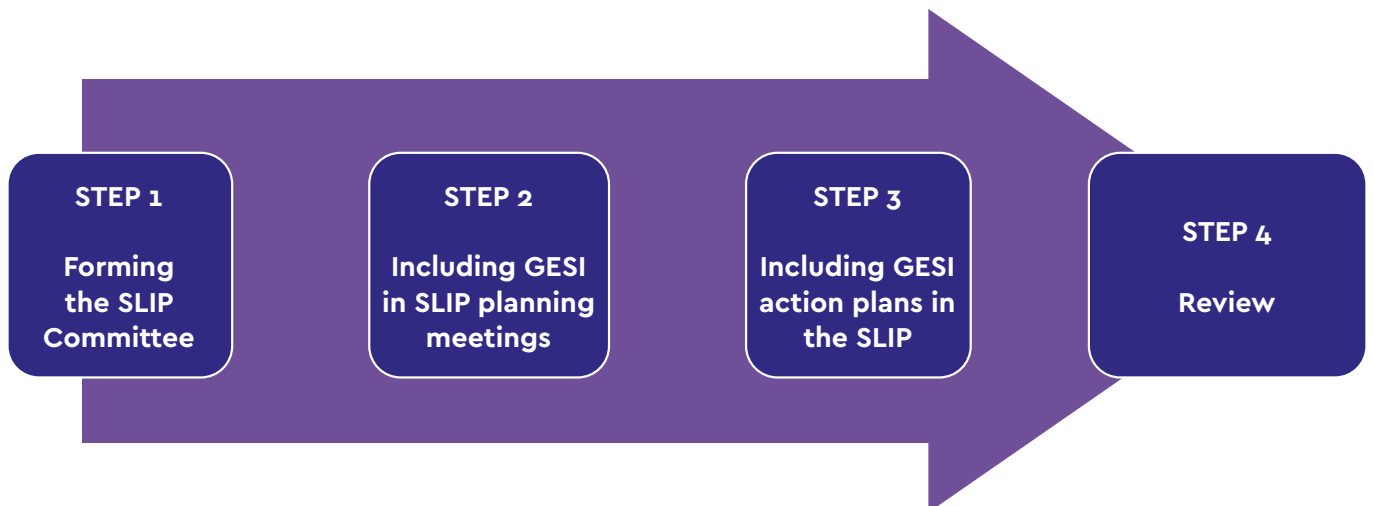 STEP 1
Forming
the SLIP
Committee
STEP 2
Including GESI
in SLIP planning
meetings
STEP 3
Including GESI
action plans in
the SLIP
STEP 4
Review